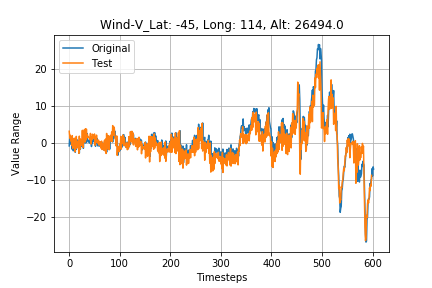 Wind-V_Lat: -45, Long: 114, Alt: 26494.0
Original
Test
Value Range
20
10
0
−10
−20
0 100 200 300 400 500 600
Timesteps